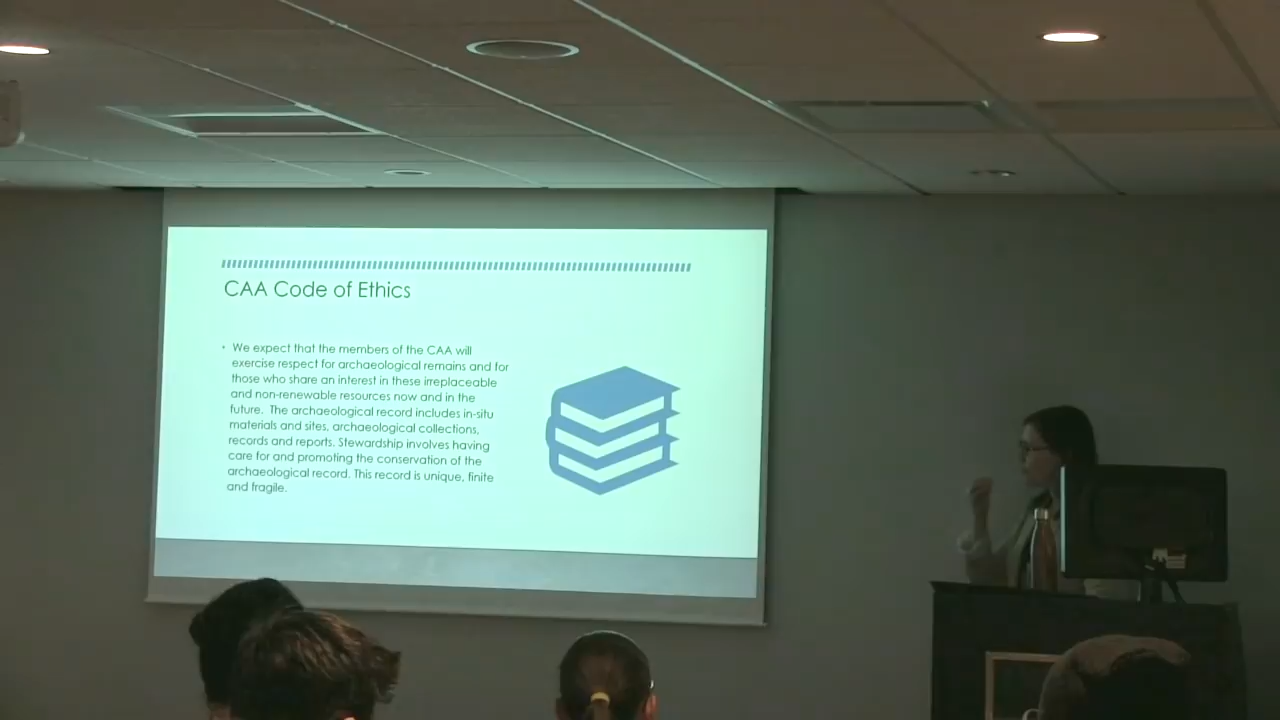 CAA Code of Ethics
• We expect that the members of the CAA will
exercise respect for archaeological remains and for
those who share an interest in these irreplaceable
and non-renewable resources now and in the
future. The archaeological record includes in-situ
materials and sites, archaeological collections,
records and reports. Stewardship involves having
care for and promoting the conservation of the
archaeological record. This record is unique, finite
and fragile.